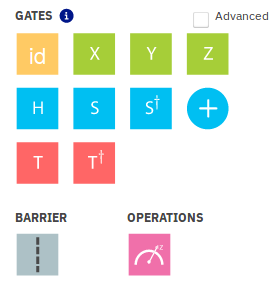 GATES i Advanced
id X Y Z
H S S† +
T T†
BARRIER OPERATIONS
z